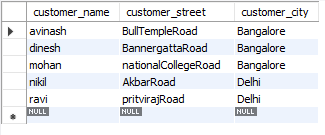 customer_name customer_street customer_city
avinash BullTempleRoad Bangalore
dinesh BannergattaRoad Bangalore
mohan nationalCollegeRoad Bangalore
nikil AkbarRoad Delhi
ravi pritvirajRoad Delhi
NULL NULL NULL